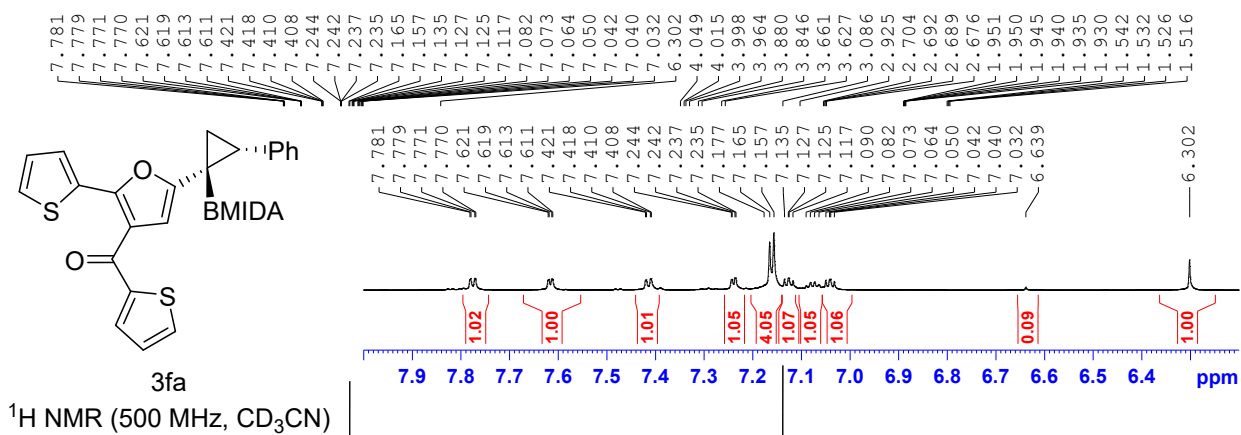 7.781 7.779 7.771 7.770 7.621 7.619 7.613 7.611 7.421 7.418 7.410 7.408 7.244 7.242 7.237 7.235 7.165 7.157 7.135 7.127 7.125 7.117 7.082 7.073 7.064 7.050 7.042 7.040 7.032 6.302 4.049 4.015 3.998 3.964 3.880 3.846 3.661 3.627 3.086 2.925 2.704 2.692 2.689 2.676 1.951 1.950 1.945 1.940 1.935 1.930 1.542 1.532 1.526 1.516
7.781 7.779 7.771 7.770 7.621 7.619 7.613 7.611 7.421 7.418 7.410 7.408 7.244 7.242 7.237 7.235 7.177 7.165 7.157 7.135 7.127 7.125 7.117 7.090 7.082 7.073 7.064 7.050 7.042 7.040 7.032 6.639 6.302
Ph
O
S
BMIDA
O
S
1.02 1.00 1.01 1.05 4.05 1.07 1.05 1.06 0.09 1.00
7.9 7.8 7.7 7.6 7.5 7.4 7.3 7.2 7.1 7.0 6.9 6.8 6.7 6.6 6.5 6.4 ppm
3fa
¹H NMR (500 MHz, CD₃CN)